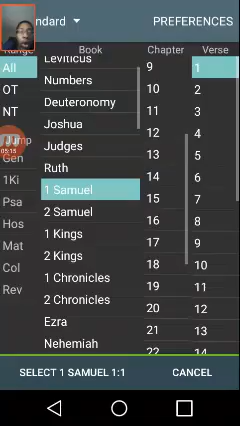 ndard PREFERENCES
Range Book Chapter Verse
All
OT
NT
Jump
Gen
1Ki
Psa
Hos
Mat
Col
Rev
Leviticus
Numbers
Deuteronomy
Joshua
Judges
Ruth
1 Samuel
2 Samuel
1 Kings
2 Kings
1 Chronicles
2 Chronicles
Ezra
Nehemiah
9
10
11
12
13
14
15
16
17
18
19
20
21
22
1
2
3
4
5
6
7
8
9
10
11
12
13
14
05:15
SELECT 1 SAMUEL 1:1 CANCEL